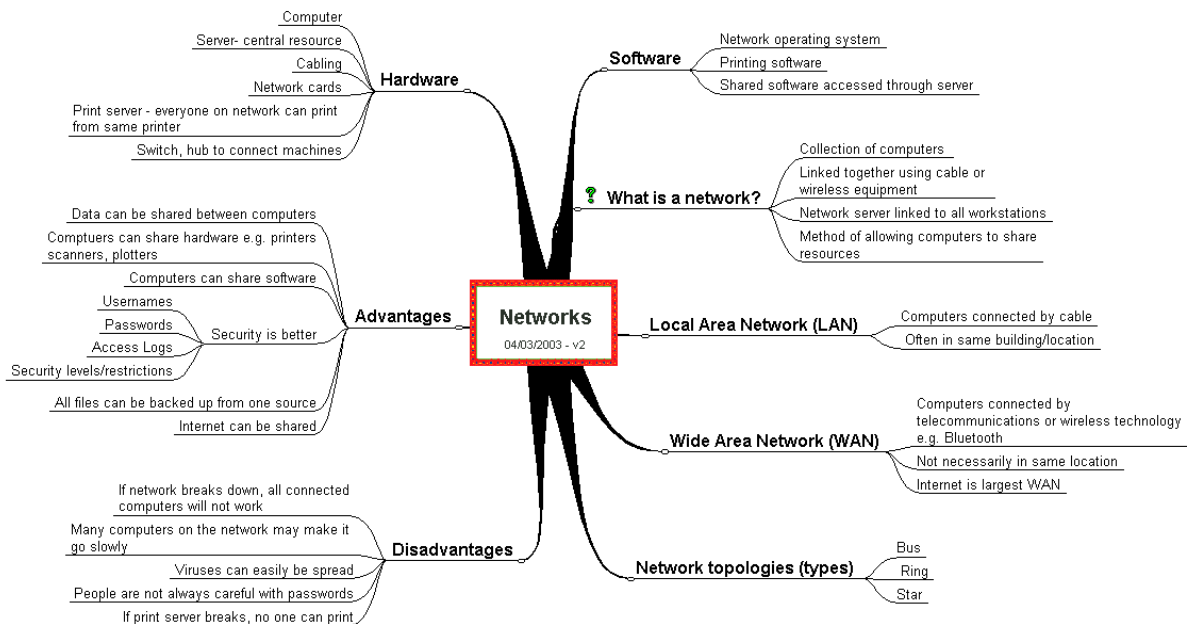 Computer
Server- central resource
Cabling
Network cards
Print server - everyone on network can print
from same printer
Switch, hub to connect machines
Hardware
Data can be shared between computers
Comptuers can share hardware e.g. printers
scanners, plotters
Computers can share software
Usernames
Passwords
Access Logs
Security levels/restrictions
Security is better
All files can be backed up from one source
Internet can be shared
Advantages
If network breaks down, all connected
computers will not work
Many computers on the network may make it
go slowly
Viruses can easily be spread
People are not always careful with passwords
If print server breaks, no one can print
Disadvantages
Networks
04/03/2003 - v2
Software
Network operating system
Printing software
Shared software accessed through server
? What is a network?
Collection of computers
Linked together using cable or
wireless equipment
Network server linked to all workstations
Method of allowing computers to share
resources
Local Area Network (LAN)
Computers connected by cable
Often in same building/location
Wide Area Network (WAN)
Computers connected by
telecommunications or wireless technology
e.g. Bluetooth
Not necessarily in same location
Internet is largest WAN
Network topologies (types)
Bus
Ring
Star